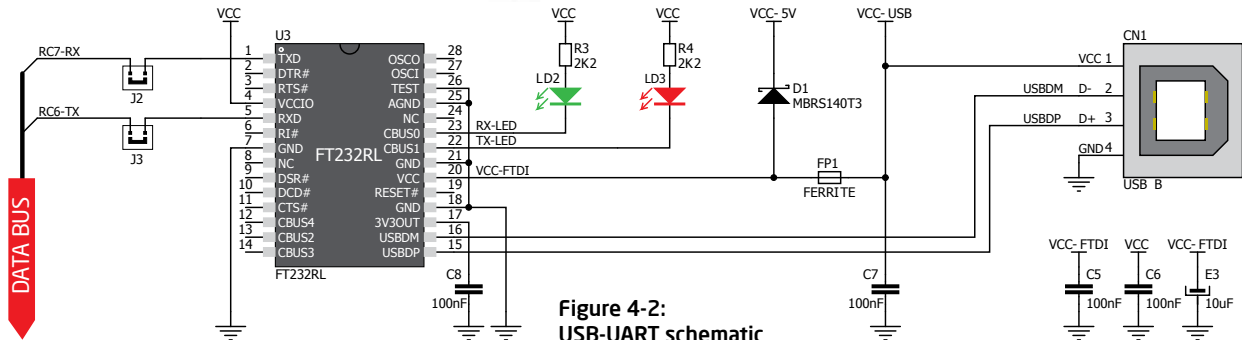 VCC
VCC
VCC
VCC-5V
VCC-USB
U3
CN1
RC7-RX
RC6-TX
J2
J3
DATA BUS
1 TXD
2 DTR#
3 RTS#
4 VCCIO
5 RXD
6 RI#
7 GND
8 NC
9 DSR#
10 DCD#
11 CTS#
12 CBUS4
13 CBUS2
14 CBUS3
FT232RL
OSCO 28
OSCI 27
TEST 26
AGND 25
NC 24
CBUS0 23
CBUS1 22
GND 21
VCC 20
RESET# 19
GND 18
3V3OUT 17
USBDM 16
USBDP 15
FT232RL
RX-LED
TX-LED
VCC-FTDI
R3
2K2
LD2
R4
2K2
LD3
D1
MBRS140T3
FP1
FERRITE
VCC 1
USBDM D- 2
USBDP D+ 3
GND 4
USB B
C8
100nF
C7
100nF
VCC-FTDI
C5
100nF
VCC
C6
100nF
VCC-FTDI
E3
10uF
Figure 4-2:
USB-UART schematic